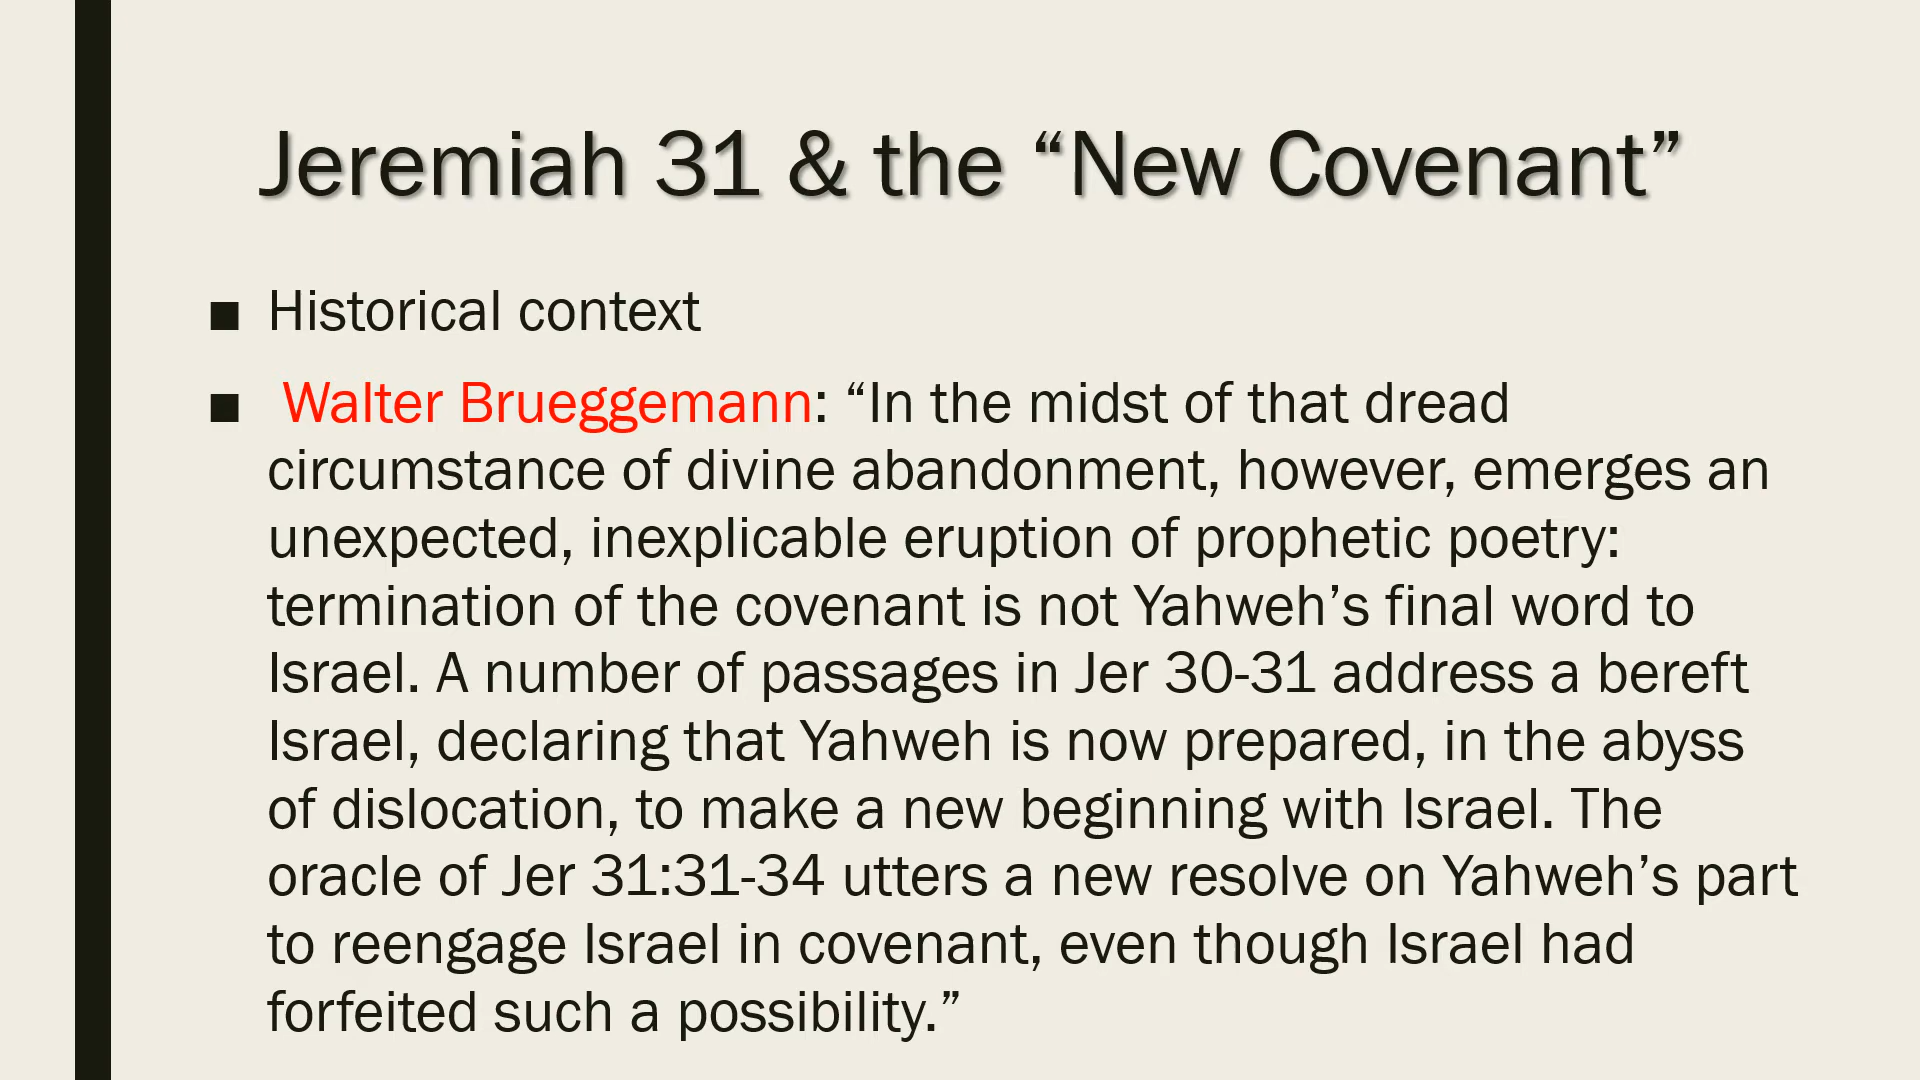 Jeremiah 31 & the “New Covenant”
■ Historical context
■ Walter Brueggemann: “In the midst of that dread
circumstance of divine abandonment, however, emerges an
unexpected, inexplicable eruption of prophetic poetry:
termination of the covenant is not Yahweh’s final word to
Israel. A number of passages in Jer 30-31 address a bereft
Israel, declaring that Yahweh is now prepared, in the abyss
of dislocation, to make a new beginning with Israel. The
oracle of Jer 31:31-34 utters a new resolve on Yahweh’s part
to reengage Israel in covenant, even though Israel had
forfeited such a possibility.”